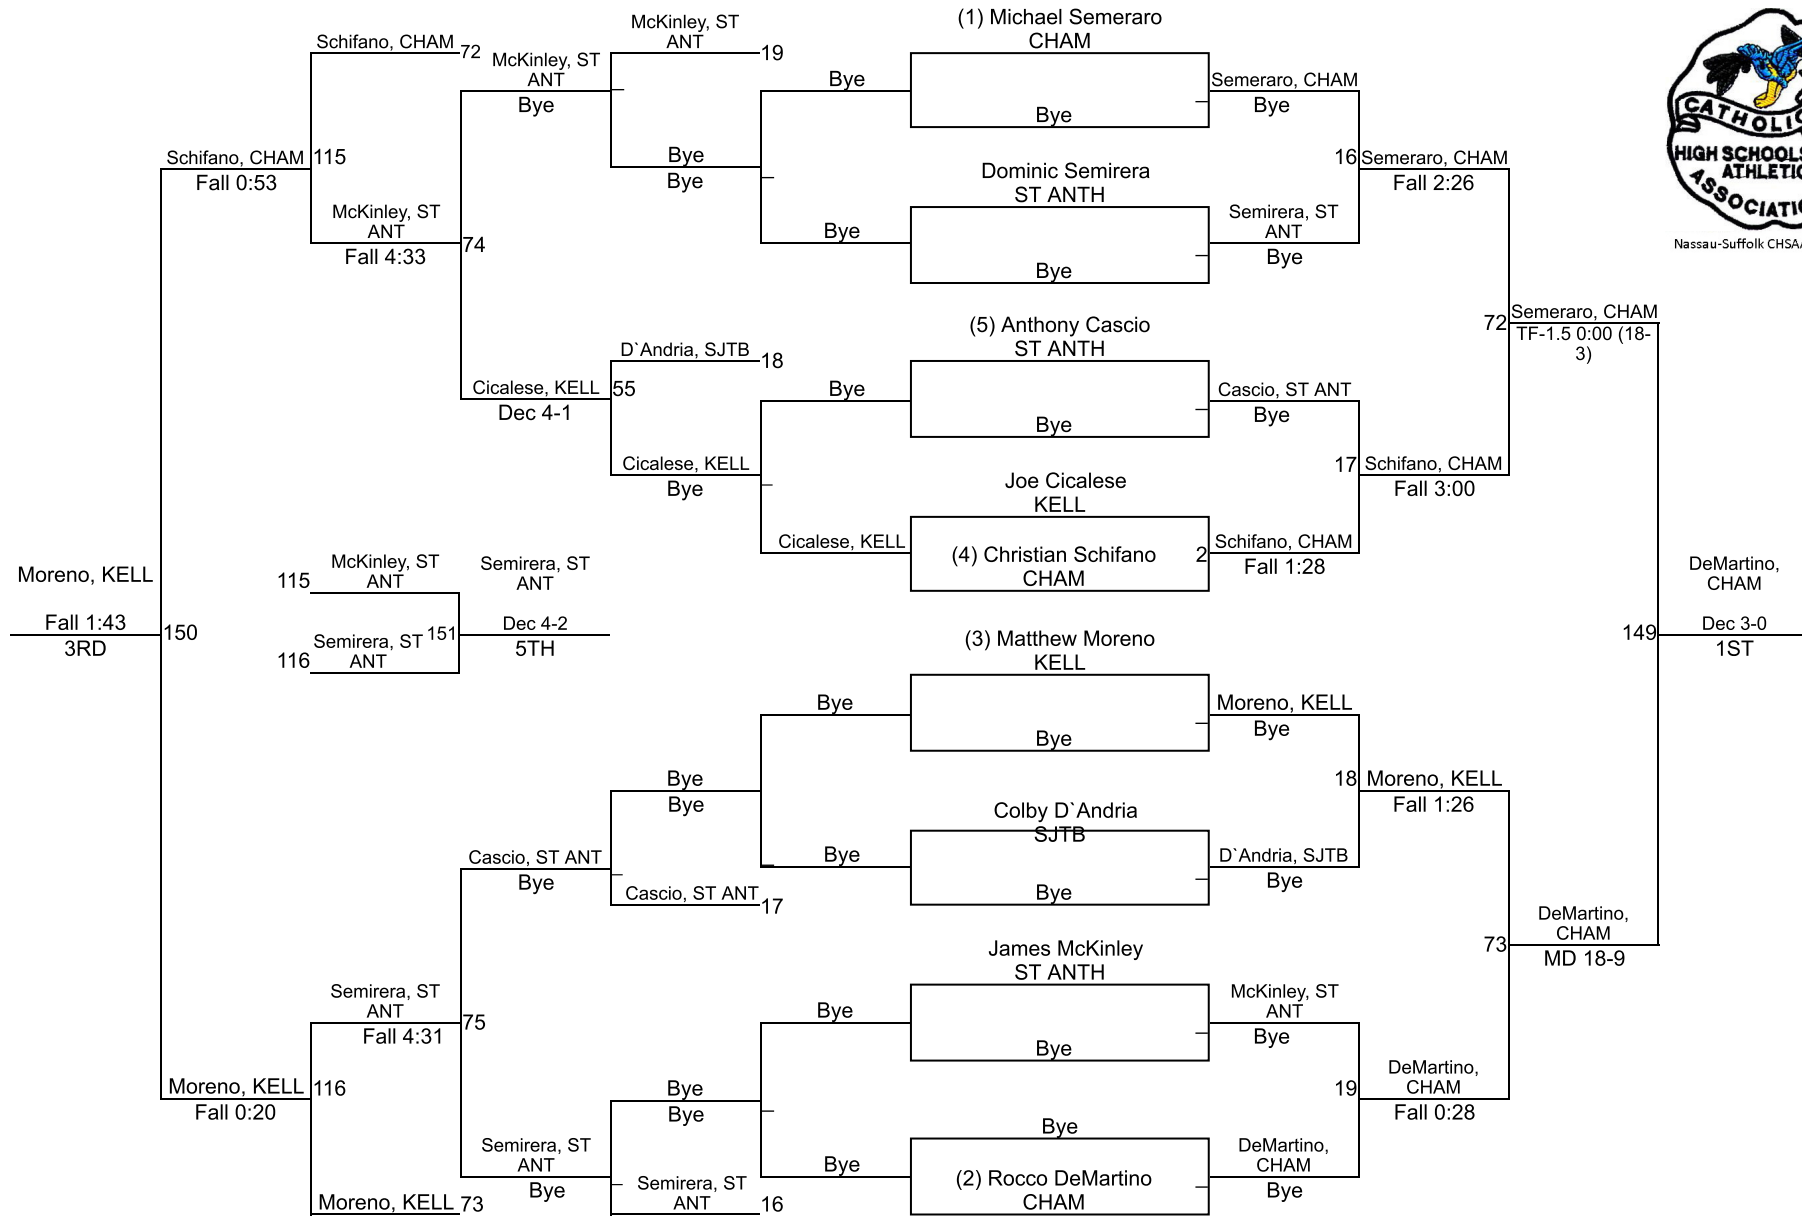 McKinley, ST
ANT
19
(1) Michael Semeraro
CHAM
Schifano, CHAM
72
McKinley, ST
ANT
Bye
Bye
Bye
Semeraro, CHAM
Bye
CATHOLIC
HIGH SCHOOLS
ATHLETIC
ASSOCIATI
Nassau-Suffolk CHSAA
Schifano, CHAM
115
Fall 0:53
Bye
Bye
Dominic Semirera
ST ANTH
16
Semeraro, CHAM
Fall 2:26
McKinley, ST
ANT
Fall 4:33
74
Bye
Bye
Semirera, ST
ANT
Bye
(5) Anthony Cascio
ST ANTH
72
Semeraro, CHAM
TF-1.5 0:00 (18-
3)
D`Andria, SJTB
18
Cicalese, KELL
55
Dec 4-1
Bye
Bye
Cascio, ST ANT
Bye
Cicalese, KELL
Bye
Joe Cicalese
KELL
17
Schifano, CHAM
Fall 3:00
Cicalese, KELL
(4) Christian Schifano
CHAM
2
Schifano, CHAM
Fall 1:28
Moreno, KELL
Fall 1:43
3RD
150
115
McKinley, ST
ANT
116
Semirera, ST
ANT
151
Semirera, ST
ANT
Dec 4-2
5TH
149
DeMartino,
CHAM
Dec 3-0
1ST
(3) Matthew Moreno
KELL
Bye
Bye
Moreno, KELL
Bye
Bye
Bye
Colby D`Andria
SJTB
18
Moreno, KELL
Fall 1:26
Cascio, ST ANT
Bye
Bye
Bye
D`Andria, SJTB
Bye
Cascio, ST ANT
17
James McKinley
ST ANTH
73
DeMartino,
CHAM
MD 18-9
Semirera, ST
ANT
Fall 4:31
75
Bye
Bye
McKinley, ST
ANT
Bye
Moreno, KELL
116
Fall 0:20
Bye
Bye
Bye
19
DeMartino,
CHAM
Fall 0:28
Semirera, ST
ANT
Bye
Bye
(2) Rocco DeMartino
CHAM
DeMartino,
CHAM
Bye
Moreno, KELL
73
Semirera, ST
ANT
16